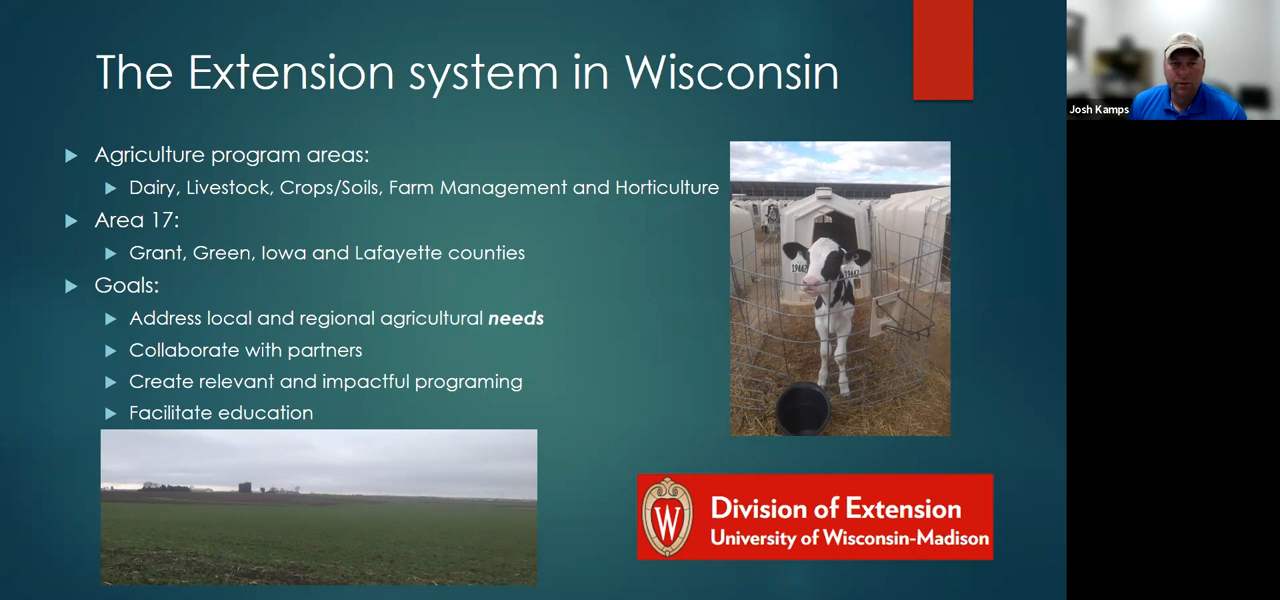 The Extension system in Wisconsin
Agriculture program areas:
Dairy, Livestock, Crops/Soils, Farm Management and Horticulture
Area 17:
Grant, Green, Iowa and Lafayette counties
Goals:
Address local and regional agricultural needs
Collaborate with partners
Create relevant and impactful programing
Facilitate education
W
Division of Extension
University of Wisconsin-Madison
Josh Kamps